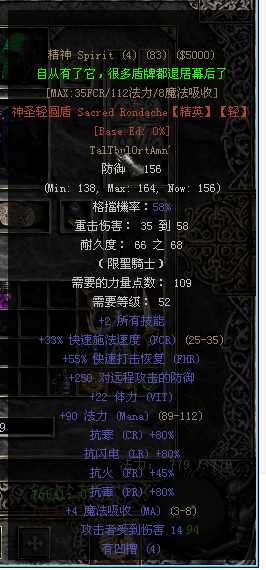 精神 Spirit (4) (83) ($5000)
自从有了它，很多盾牌都退居幕后了
[MAX:35FCR/112法力/8魔法吸收]
神圣轻圆盾 Sacred Rondache【精英】【轻】
[Base Ed: 0%]
TalThulOrtAmn'
防御 : 156
(Min: 138, Max: 164, Now: 156)
格擋機率：58%
重击伤害： 35 到 58
耐久度： 66 之 68
（限聖騎士）
需要的力量点数： 109
需要等级： 52
+2 所有技能
+33% 快速施法速度 (FCR) (25-35)
+55% 快速打击恢复 (FHR)
+250 对远程攻击的防御
+22 体力 (VIT)
+90 法力 (Mana) (89-112)
抗寒 (CR) +80%
抗闪电 (LR) +80%
抗火 (FR) +45%
抗毒 (PR) +80%
+4 魔法吸收 (MA) (3-8)
攻击者受到伤害 14
有凹槽 (4)